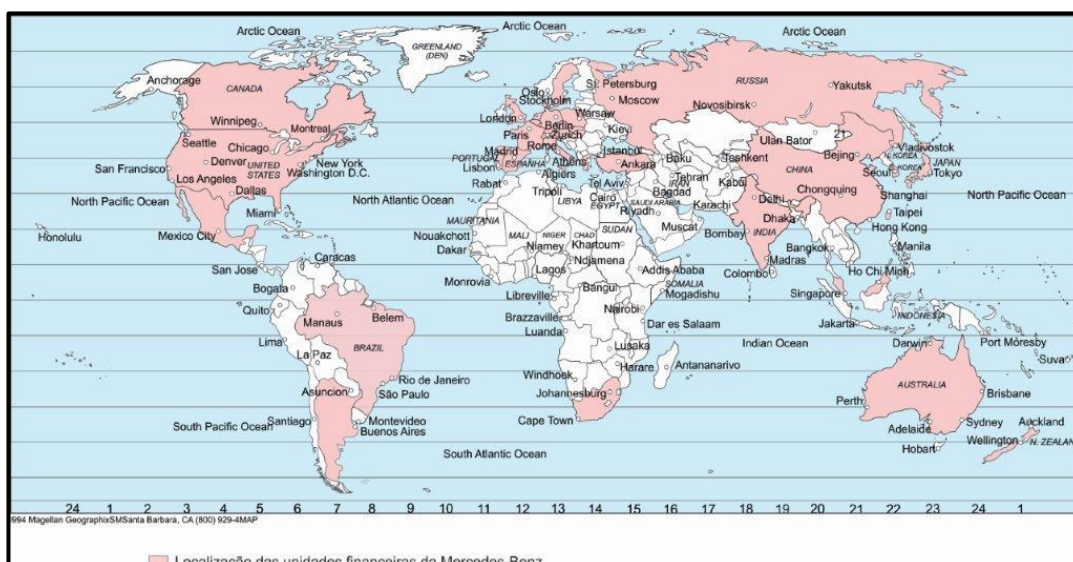 Arctic Ocean
Arctic Ocean
Arctic Ocean
GREENLAND
(DEN)
Anchorage
CANADA
Winnipeg
Montreal
Seattle
Chicago
Denver
UNITED
STATES
New York
Washington D.C.
San Francisco
Los Angeles
Dallas
North Pacific Ocean
Miami
Honolulu
Mexico City
San Jose
Caracas
Bogata
Quito
Manaus
Belem
Lima
BRAZIL
La Paz
Rio de Janeiro
São Paulo
Asuncion
Santiago
Montevideo
Buenos Aires
South Pacific Ocean
South Atlantic Ocean
North Atlantic Ocean
Oslo
Stockholm
St. Petersburg
Moscow
RUSSIA
Yakutsk
Novosibirsk
London
Berlin
Warsaw
Kiev
Paris
Zurich
Madrid
Rome
Istanbul
PORTUGAL
ESPANHA
Lisbon
Athens
Ankara
Baku
Tashkent
Ulan Bator
21
Vladivostok
Bejing
N. KOREA
KOREA
Seoul
JAPAN
Tokyo
Rabat
Algiers
Tripoli
Tel Aviv
Tehran
IRAN
Kabul
CHINA
Chongquing
Shanghai
North Pacific Ocean
LIBYA
Cairo
EGYPT
Bagdad
SAUDI ARABIA
Riyadh
Karachi
Delhi
Dhaka
Taipei
Hong Kong
MAURITANIA
Nouakchott
MALI
NIGER
CHAD
SUDAN
Muscat
Bombay
INDIA
Bangkok
Manila
Dakar
Niamey
Khartoum
Ndjamena
Madras
Colombo
Ho Chi Minh
Monrovia
Lagos
Addis Ababa
Bangui
SOMALIA
Mogadishu
Singapore
Libreville
Nairobi
Brazzaville
Dar es Salaam
Jakarta
INDONESIA
Luanda
Indian Ocean
Darwin
Port Moresby
Suva
Lusaka
Harare
Antananarivo
Windhoek
Johannesburg
Cape Town
AUSTRALIA
Perth
Brisbane
Adelaide
Sydney
Auckland
Hobart
Wellington
N. ZEALAND
24 1 2 3 4 5 6 7 8 9 10 11 12 13 14 15 16 17 18 19 20 21 22 23 24 1
1994 Magellan GeographixSMSanta Barbara, CA (800) 929-4MAP
Localização das unidades financeiras da Mercedes-Benz